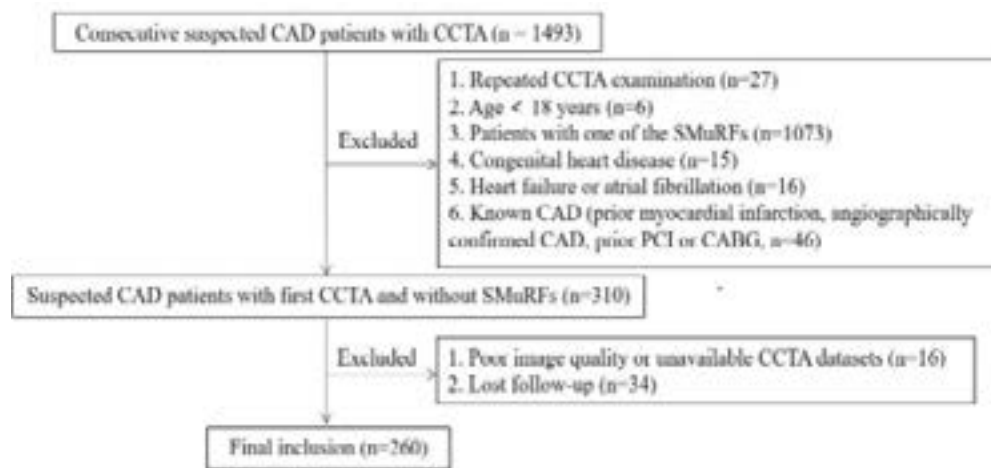 Consecutive suspected CAD patients with CCTA (n = 1493)
Excluded
1. Repeated CCTA examination (n=27)
2. Age < 18 years (n=6)
3. Patients with one of the SMuRFs (n=1073)
4. Congenital heart disease (n=15)
5. Heart failure or atrial fibrillation (n=16)
6. Known CAD (prior myocardial infarction, angiographically
confirmed CAD, prior PCI or CABG, n=46)
Suspected CAD patients with first CCTA and without SMuRFs (n=310)
Excluded
1. Poor image quality or unavailable CCTA datasets (n=16)
2. Lost follow-up (n=34)
Final inclusion (n=260)